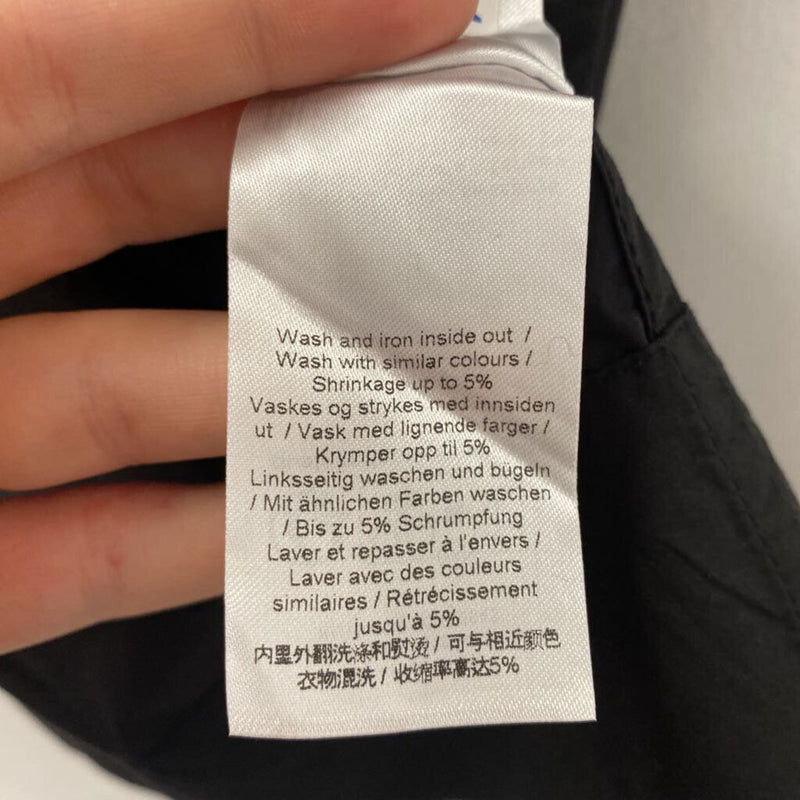 Wash and iron inside out /
Wash with similar colours /
Shrinkage up to 5%
Vaskes og strykes med innsiden
ut / Vask med lignende farger /
Krymper opp til 5%
Linksseitig waschen und bügeln
/ Mit ähnlichen Farben waschen
/ Bis zu 5% Schrumpfung
Laver et repasser à l'envers /
Laver avec des couleurs
similaires / Rétrécissement
jusqu'à 5%
内里外翻洗涤和熨烫 / 可与相近颜色
衣物混洗 / 收缩率高达5%